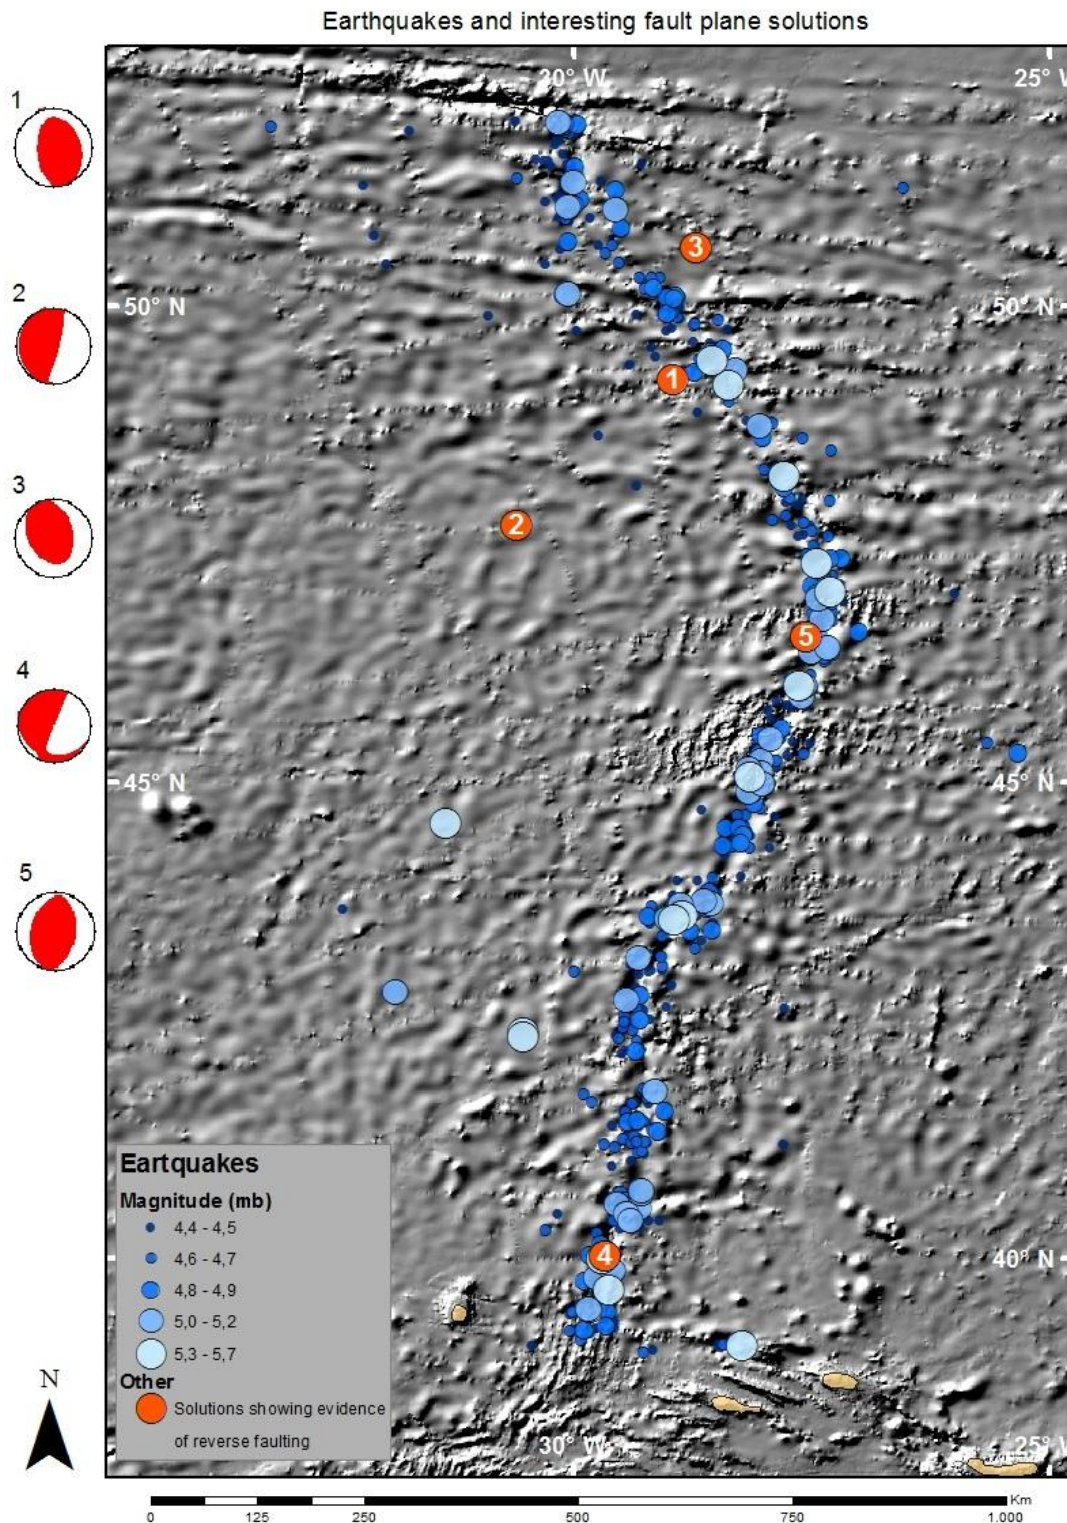 Earthquakes and interesting fault plane solutions
30° W
25° W
1
2
3
4
5
3
50° N
50° N
1
2
5
45° N
45° N
4
40° N
Eartquakes
Magnitude (mb)
4,4 - 4,5
4,6 - 4,7
4,8 - 4,9
5,0 - 5,2
5,3 - 5,7
Other
Solutions showing evidence
of reverse faulting
N
30° W
25° W
Km
0 125 250 500 750 1.000